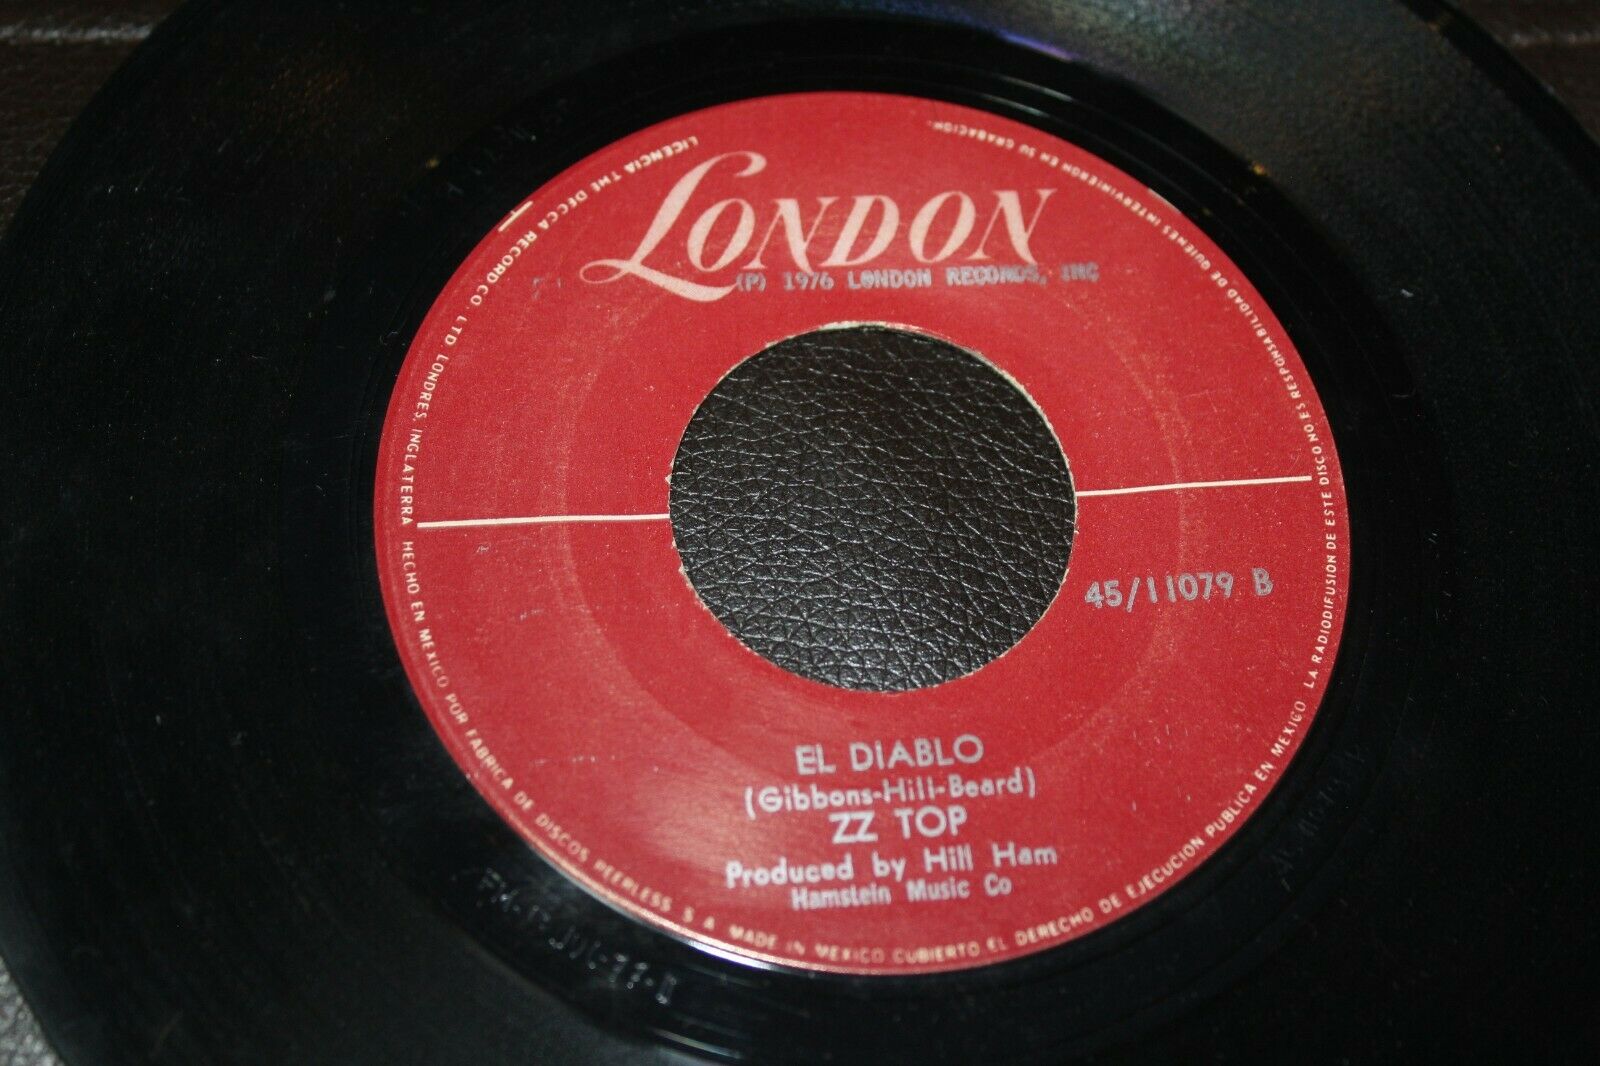 LONDON
(P) 1976 LONDON RECORDS, INC
45/11079 B
EL DIABLO
(Gibbons-Hill-Beard)
ZZ TOP
Produced by Hill Ham
Hamstein Music Co
LICENCIA THE DECCA RECORD CO. LTD. LONDRES, INGLATERRA HECHO EN MEXICO POR FABRICA DE DISCOS PEERLESS S A MADE IN MEXICO CUBIERTO EL DERECHO DE EJECUCION PUBLICA EN MEXICO LA RADIODIFUSION DE ESTE DISCO NO ES RESPONSABILIDAD DE QUIENES INTERVINIERON EN SU GRABACION.